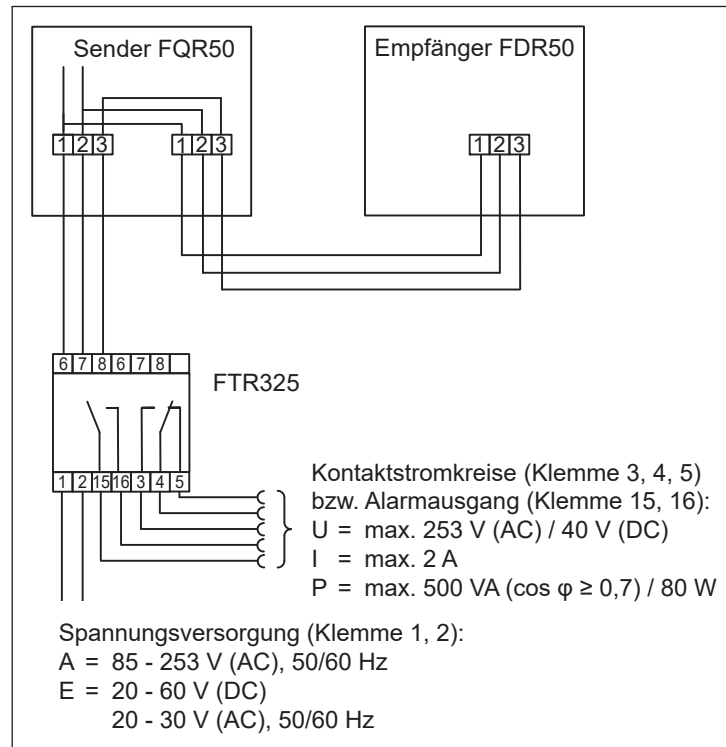 Sender FQR50
Empfänger FDR50
1 2 3
1 2 3
1 2 3
6 7 8 6 7 8
FTR325
1 2 15 16 3 4 5
Kontaktstromkreise (Klemme 3, 4, 5)
bzw. Alarmausgang (Klemme 15, 16):
U = max. 253 V (AC) / 40 V (DC)
I = max. 2 A
P = max. 500 VA (cos φ ≥ 0,7) / 80 W
Spannungsversorgung (Klemme 1, 2):
A = 85 - 253 V (AC), 50/60 Hz
E = 20 - 60 V (DC)
20 - 30 V (AC), 50/60 Hz